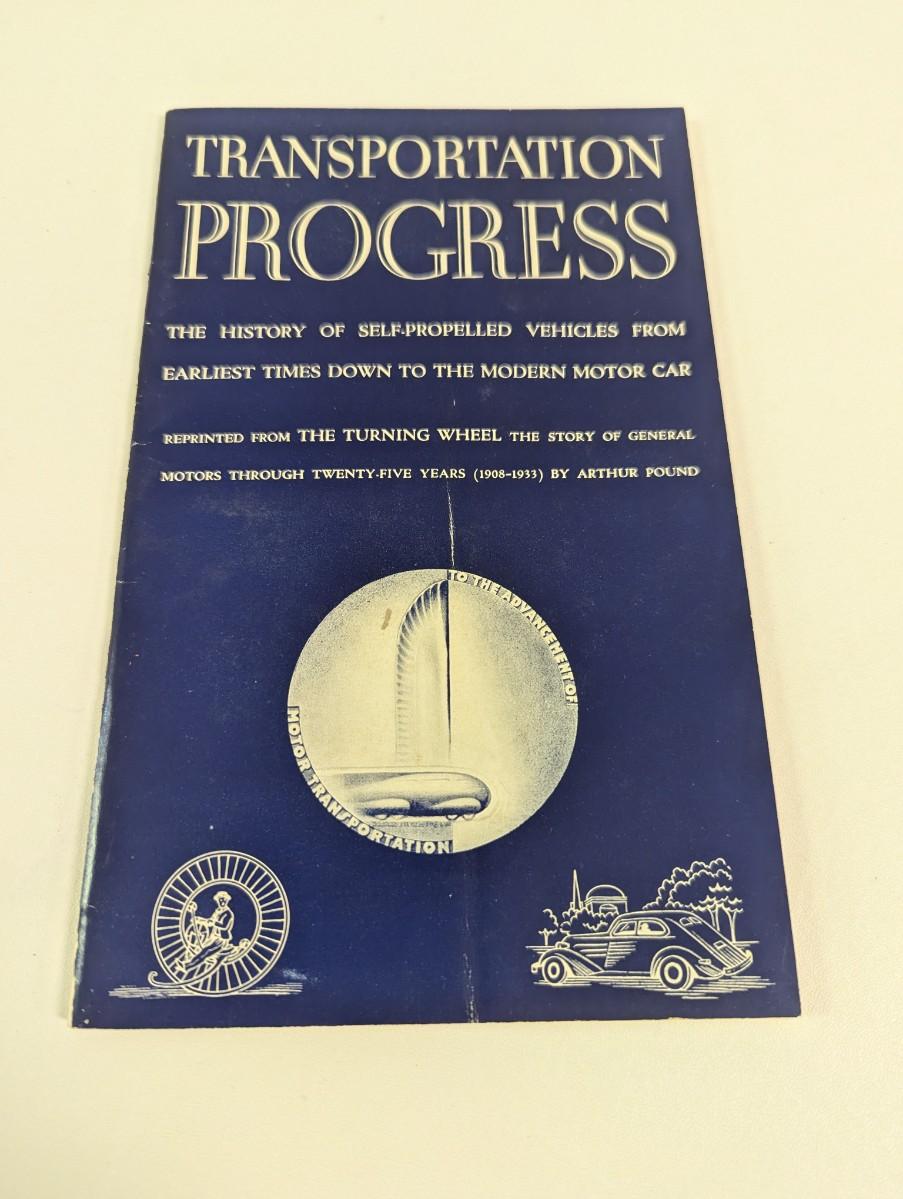 TRANSPORTATION
PROGRESS
THE HISTORY OF SELF-PROPELLED VEHICLES FROM
EARLIEST TIMES DOWN TO THE MODERN MOTOR CAR
REPRINTED FROM THE TURNING WHEEL THE STORY OF GENERAL
MOTORS THROUGH TWENTY-FIVE YEARS (1908-1933) BY ARTHUR POUND
TO THE ADVANCEMENT OF
MOTOR TRANSPORTATION